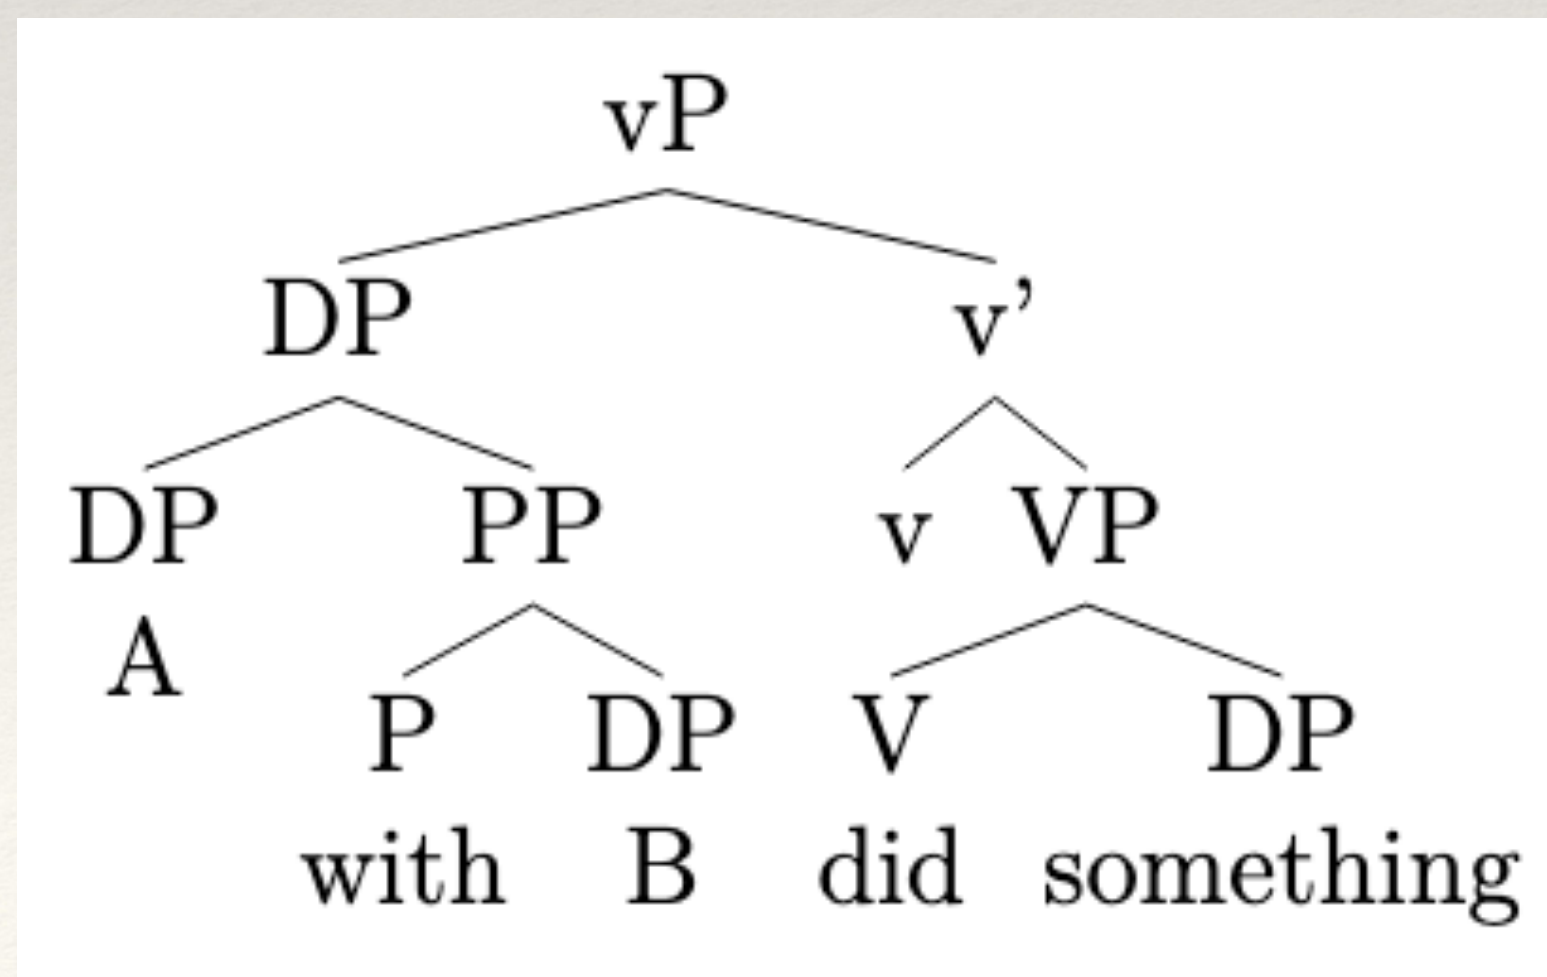 vP
DP v’
DP PP v VP
A
P DP V DP
with B did something